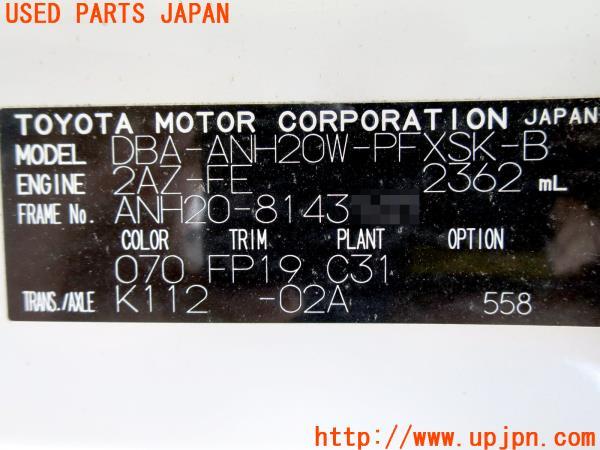 USED PARTS JAPAN
TOYOTA MOTOR CORPORATION JAPAN
MODEL DBA-ANH20W-PFXSK-B
ENGINE 2AZ-FE 2362 mL
FRAME No. ANH20-8143
COLOR TRIM PLANT OPTION
070 FP19 C31
TRANS./AXLE K112 -02A 558
UPJ http://www.upjpn.com/